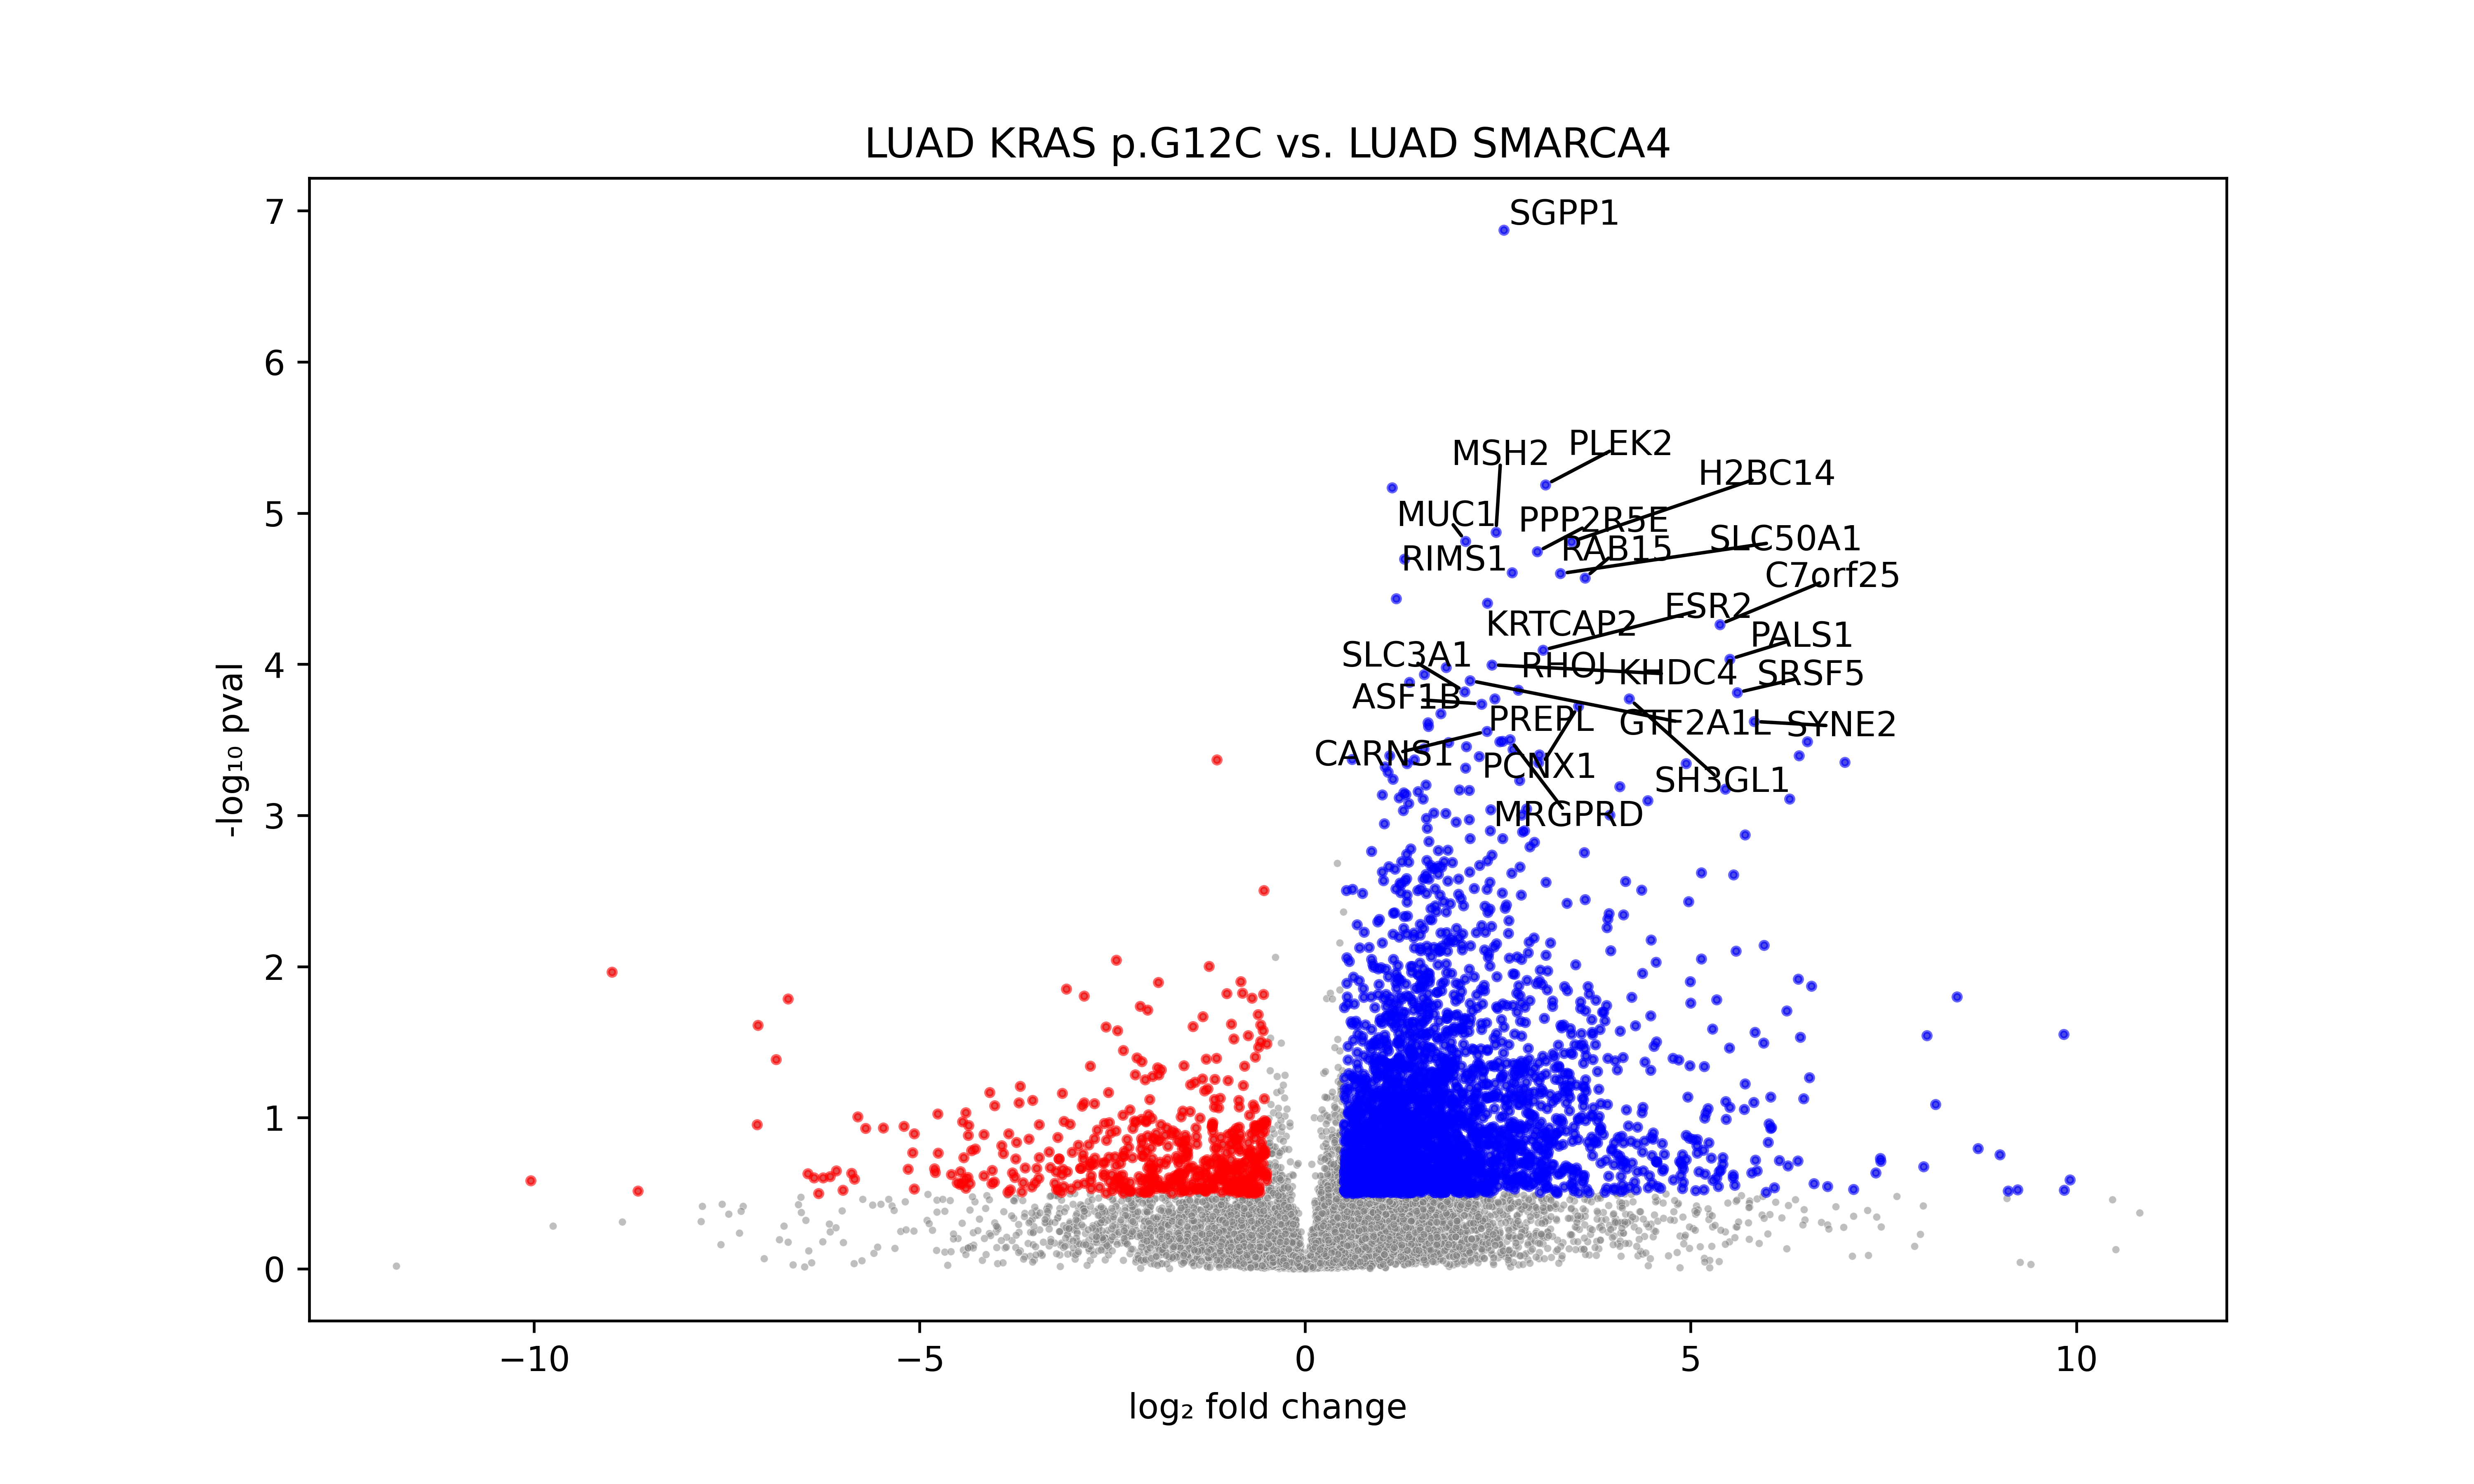 LUAD KRAS p.G12C vs. LUAD SMARCA4
7
6
5
4
3
2
1
0
-log₁₀ pval
SGPP1
PLEK2
MSH2
H2BC14
MUC1
PPP2R5E
SLC50A1
RAB15
RIMS1
C7orf25
ESR2
KRTCAP2
PALS1
SLC3A1
RHOJ
KHDC4
SRSF5
ASF1B
PREPL
GTF2A1L
SYNE2
CARNS1
PCNX1
SH3GL1
MRGPRD
−10
−5
0
5
10
log₂ fold change